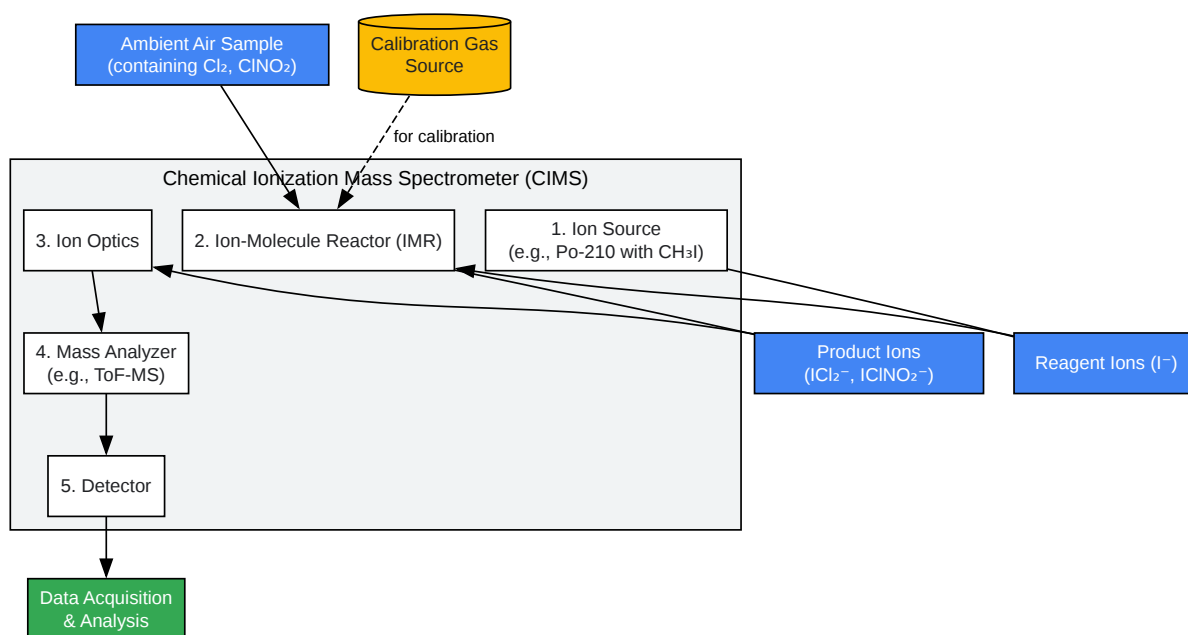 Ambient Air Sample
(containing Cl₂, ClNO₂)
Calibration Gas
Source
for calibration
Chemical Ionization Mass Spectrometer (CIMS)
3. Ion Optics
2. Ion-Molecule Reactor (IMR)
1. Ion Source
(e.g., Po-210 with CH₃I)
4. Mass Analyzer
(e.g., ToF-MS)
Product Ions
(ICl₂⁻, IClNO₂⁻)
Reagent Ions (I⁻)
5. Detector
Data Acquisition
& Analysis